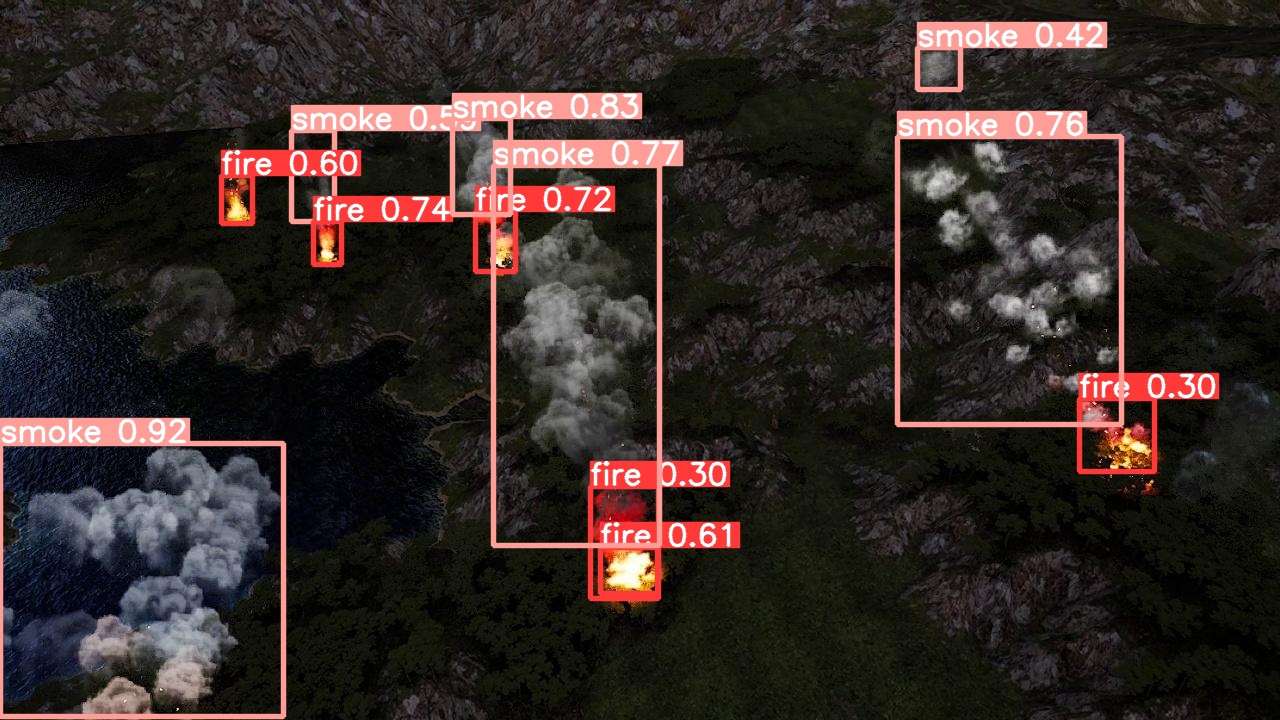 smoke 0.42
smoke 0.83
smoke
smoke 0.76
smoke 0.77
fire 0.60
fire 0.72
fire 0.74
fire 0.30
smoke 0.92
fire 0.30
fire 0.61